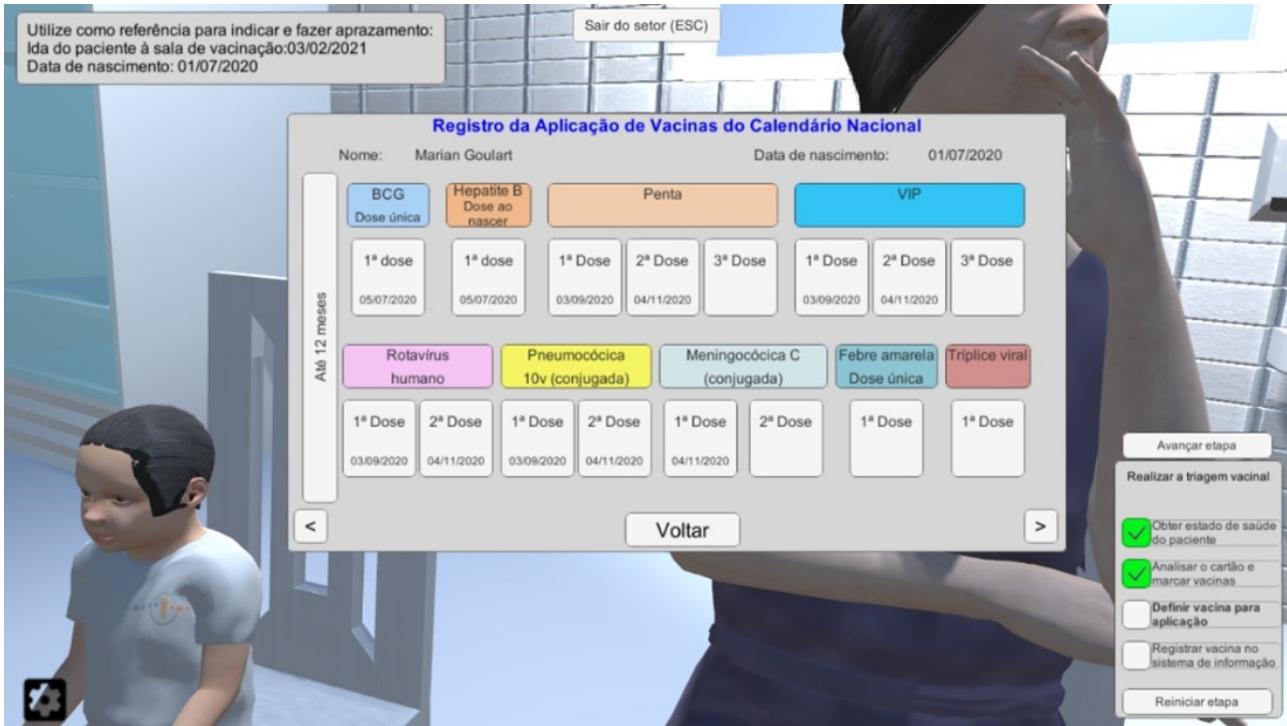 Utilize como referência para indicar e fazer aprazamento:
Ida do paciente à sala de vacinação:03/02/2021
Data de nascimento: 01/07/2020
Sair do setor (ESC)
Registro da Aplicação de Vacinas do Calendário Nacional
Nome: Marian Goulart Data de nascimento: 01/07/2020
Até 12 meses
BCG
Dose única
Hepatite B
Dose ao
nascer
Penta
VIP
1ª dose
05/07/2020
1ª dose
05/07/2020
1ª Dose
03/09/2020
2ª Dose
04/11/2020
3ª Dose
1ª Dose
03/09/2020
2ª Dose
04/11/2020
3ª Dose
Rotavírus
humano
Pneumocócica
10v (conjugada)
Meningocócica C
(conjugada)
Febre amarela
Dose única
Tríplice viral
1ª Dose
03/09/2020
2ª Dose
04/11/2020
1ª Dose
03/09/2020
2ª Dose
04/11/2020
1ª Dose
04/11/2020
2ª Dose
1ª Dose
1ª Dose
<
Voltar
>
Avançar etapa
Realizar a triagem vacinal
Obter estado de saúde
do paciente
Analisar o cartão e
marcar vacinas
Definir vacina para
aplicação
Registrar vacina no
sistema de informação
Reiniciar etapa